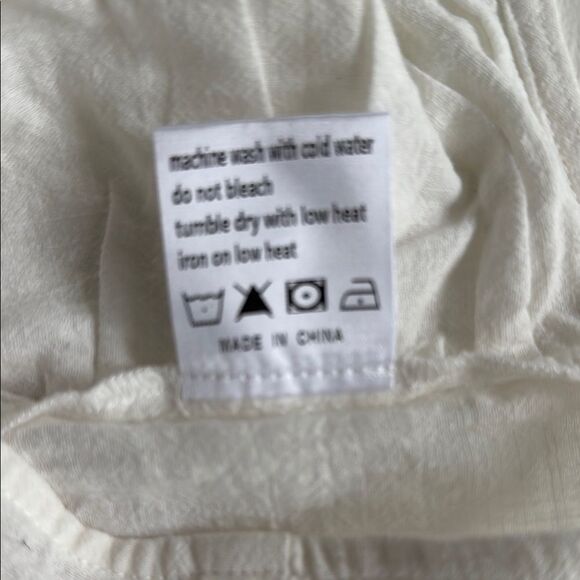 machine wash with cold water
do not bleach
tumble dry with low heat
iron on low heat
MADE IN CHINA